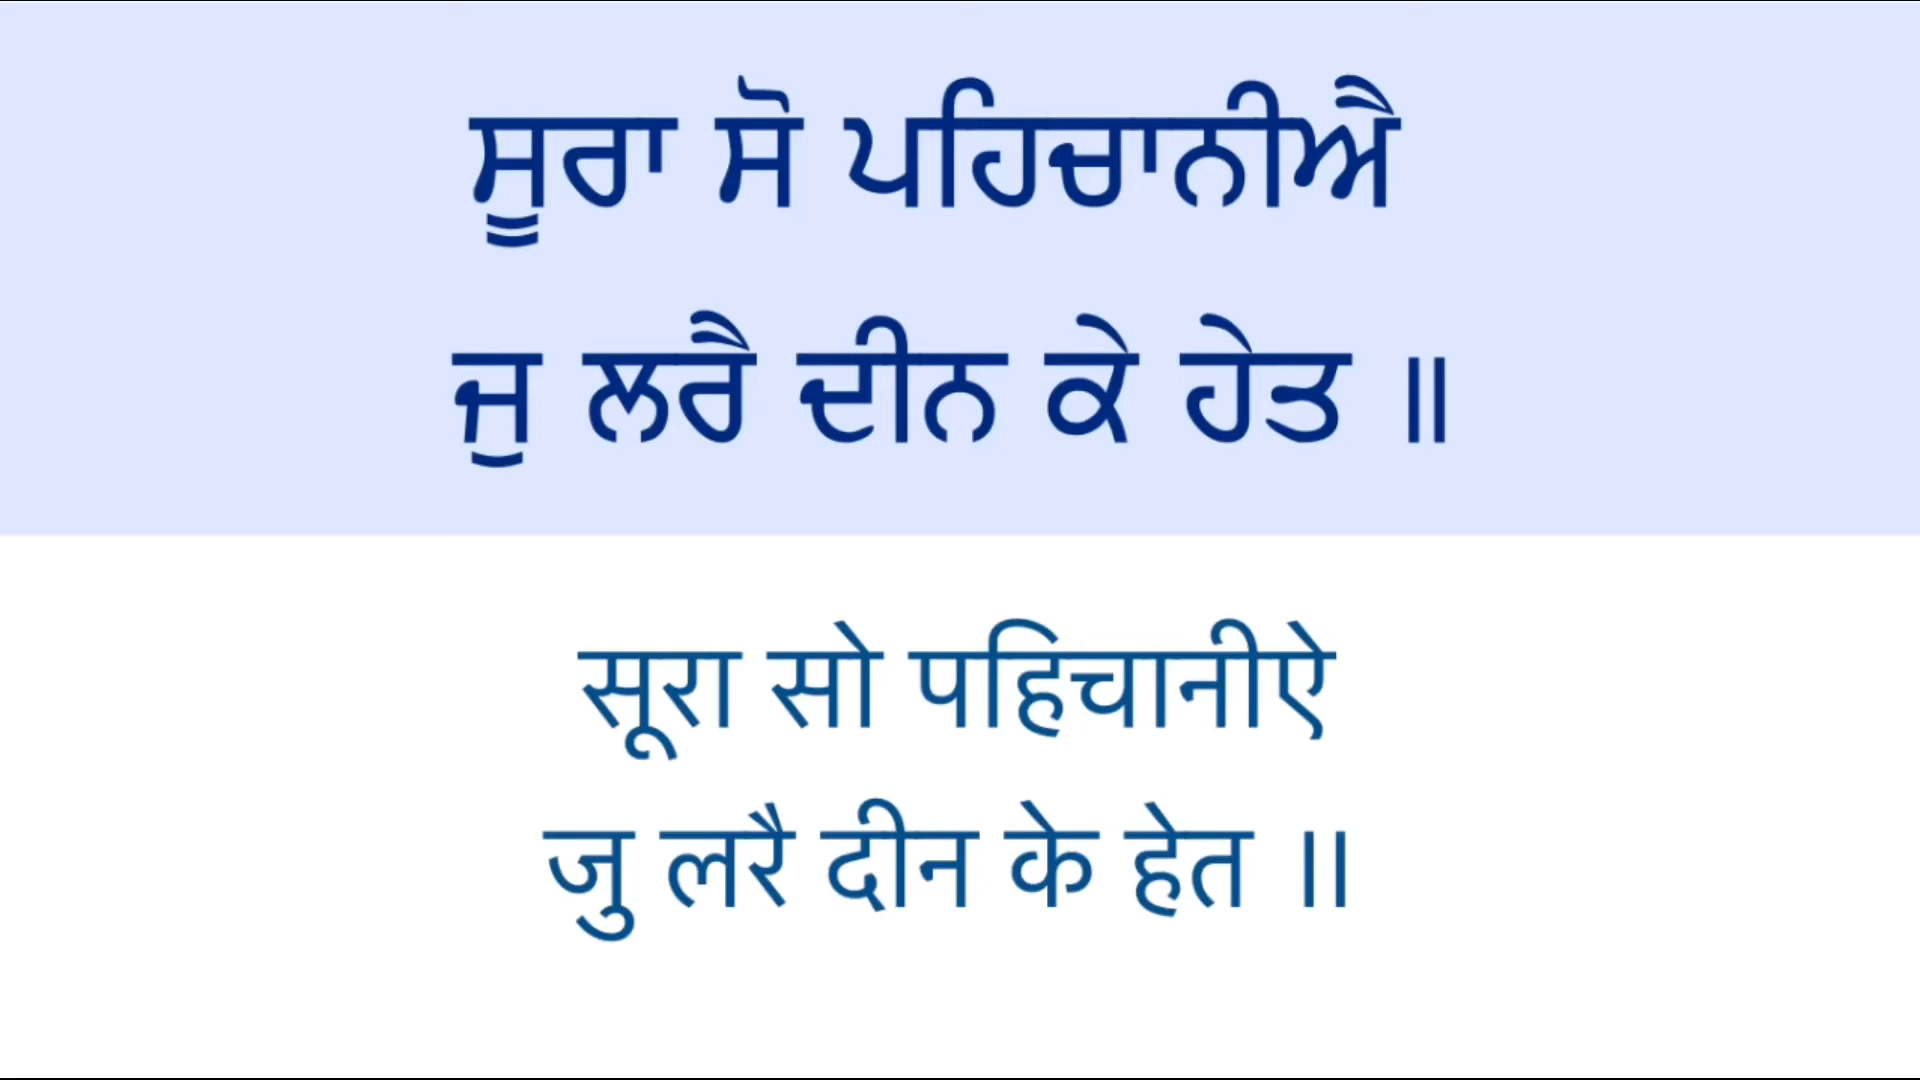 ਸੂਰਾ ਸੋ ਪਹਿਚਾਨੀਐ
ਜੁ ਲਰੈ ਦੀਨ ਕੇ ਹੇਤ ॥
सूरा सो पहिचानीऐ
जु लरै दीन के हेत ॥